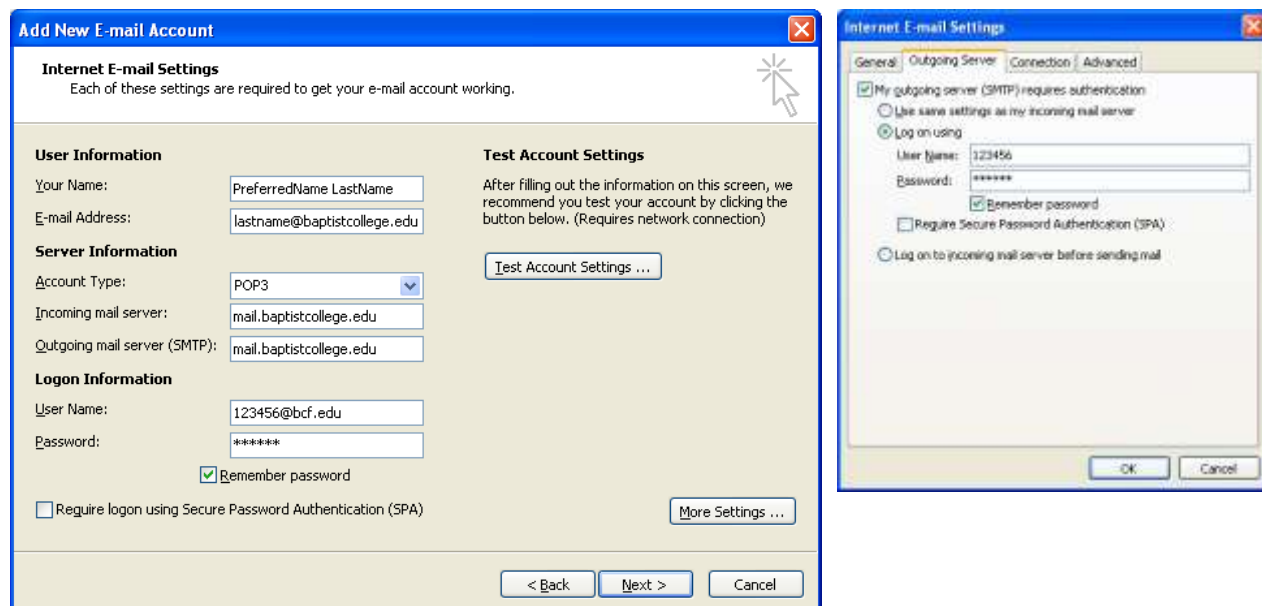 Add New E-mail Account
Internet E-mail Settings
Each of these settings are required to get your e-mail account working.
User Information
Your Name:
PreferredName LastName
E-mail Address:
lastname@baptistcollege.edu
Server Information
Account Type:
POP3
Incoming mail server:
mail.baptistcollege.edu
Outgoing mail server (SMTP):
mail.baptistcollege.edu
Logon Information
User Name:
123456@bcf.edu
Password:
******
Remember password
Require logon using Secure Password Authentication (SPA)
Test Account Settings
After filling out the information on this screen, we
recommend you test your account by clicking the
button below. (Requires network connection)
Test Account Settings ...
More Settings ...
< Back
Next >
Cancel
Internet E-mail Settings
General Outgoing Server Connection Advanced
My outgoing server (SMTP) requires authentication
Use same settings as my incoming mail server
Log on using
User Name: 123456
Password: ******
Remember password
Require Secure Password Authentication (SPA)
Log on to incoming mail server before sending mail
OK
Cancel